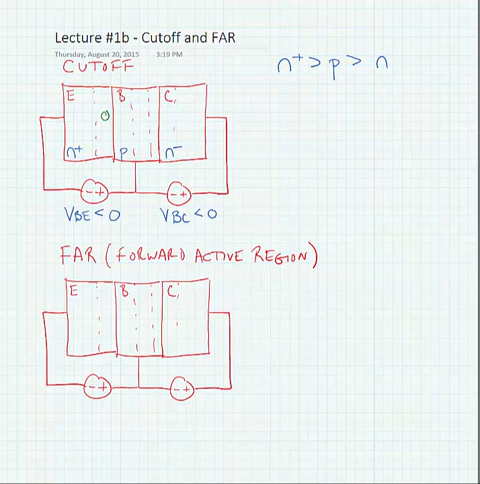 Lecture #1b - Cutoff and FAR
Thursday, August 20, 2015 3:19 PM
CUTOFF
n+ > p > n
E B C
n+ p n-
- + - +
VBE < 0 VBC < 0
FAR (FORWARD ACTIVE REGION)
E B C
- + - +